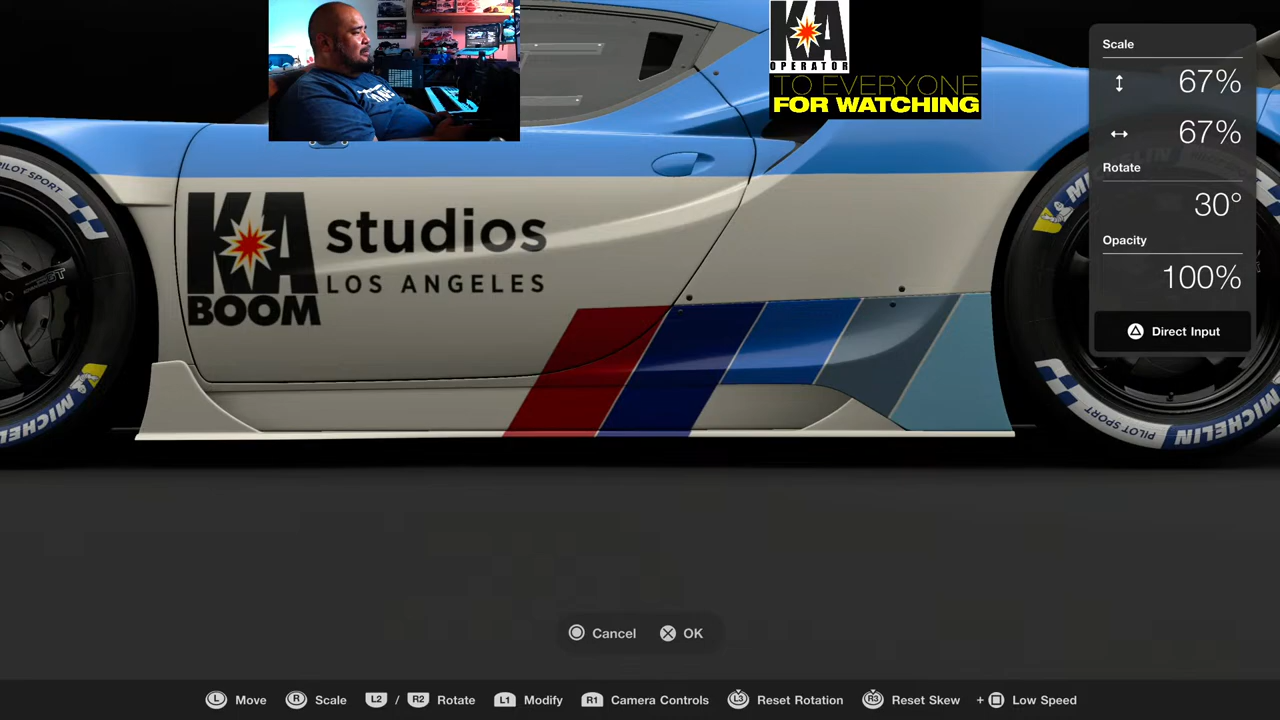 KA
OPERATOR
TO EVERYONE
FOR WATCHING
Scale
67%
67%
Rotate
30°
Opacity
100%
Direct Input
KA
BOOM
studios
LOS ANGELES
PILOT SPORT
MICHELIN
PILOT SPORT
MICHELIN
Cancel
OK
L Move
R Scale
L2 / R2 Rotate
L1 Modify
R1 Camera Controls
L3 Reset Rotation
R3 Reset Skew
+ Low Speed